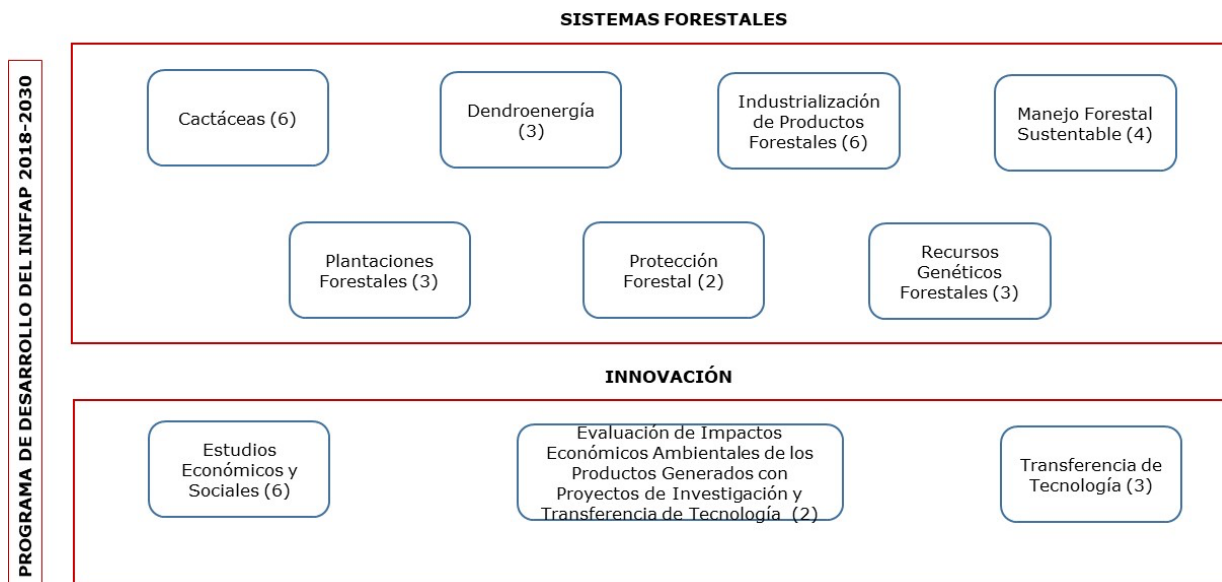 SISTEMAS FORESTALES
PROGRAMA DE DESARROLLO DEL INIFAP 2018-2030
Cactáceas (6)
Dendroenergía
(3)
Industrialización
de Productos
Forestales (6)
Manejo Forestal
Sustentable (4)
Plantaciones
Forestales (3)
Protección
Forestal (2)
Recursos
Genéticos
Forestales (3)
INNOVACIÓN
Estudios
Económicos y
Sociales (6)
Evaluación de Impactos
Económicos Ambientales de los
Productos Generados con
Proyectos de Investigación y
Transferencia de Tecnología (2)
Transferencia de
Tecnología (3)